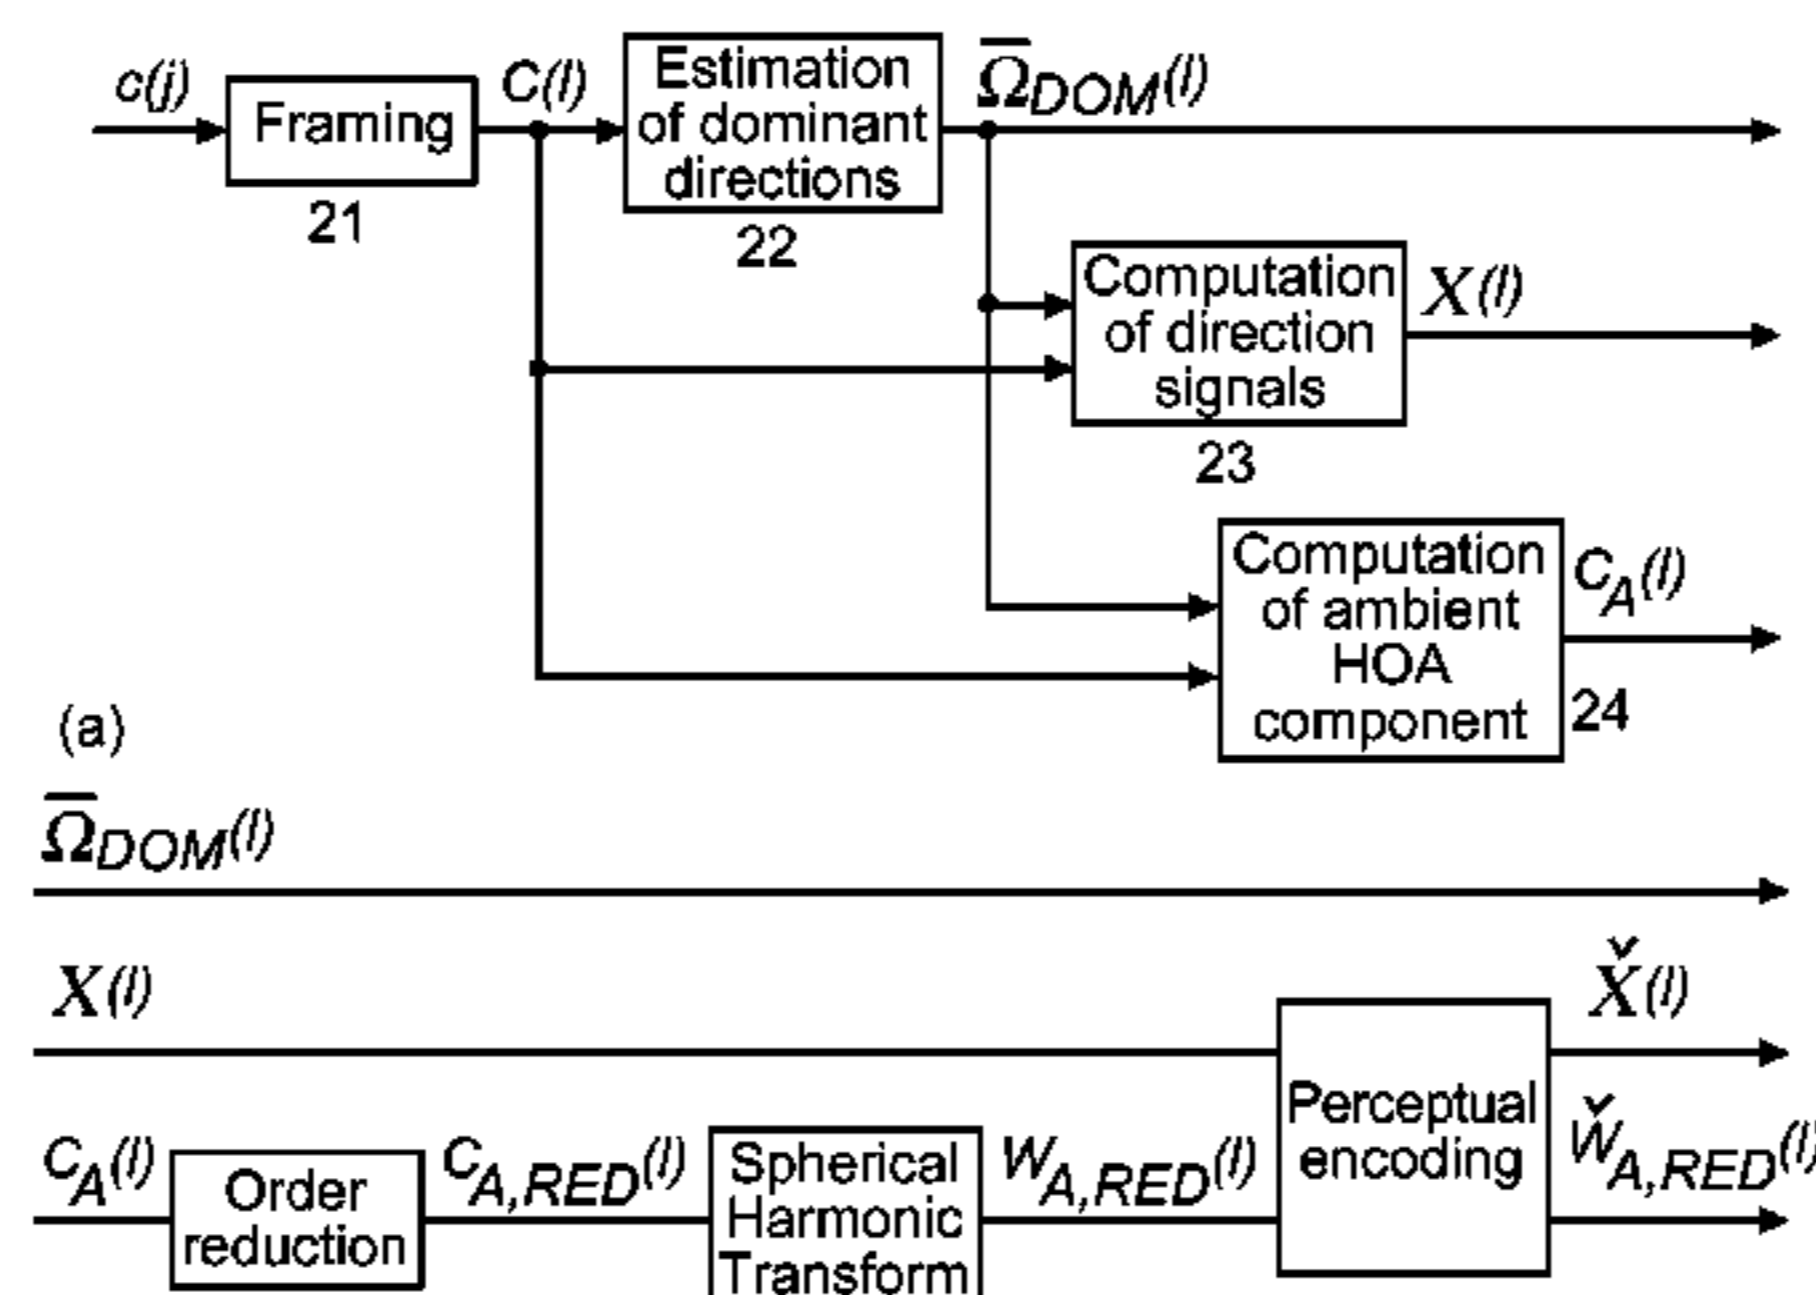 c(j)
Framing
21
C(l)
Estimation
of dominant
directions
22
Ω̅DOM(l)
Computation
of direction
signals
23
X(l)
Computation
of ambient
HOA
component
24
CA(l)
(a)
Ω̅DOM(l)
X(l)
X̌(l)
CA(l)
Order
reduction
CA,RED(l)
Spherical
Harmonic
Transform
WA,RED(l)
Perceptual
encoding
W̌A,RED(l)